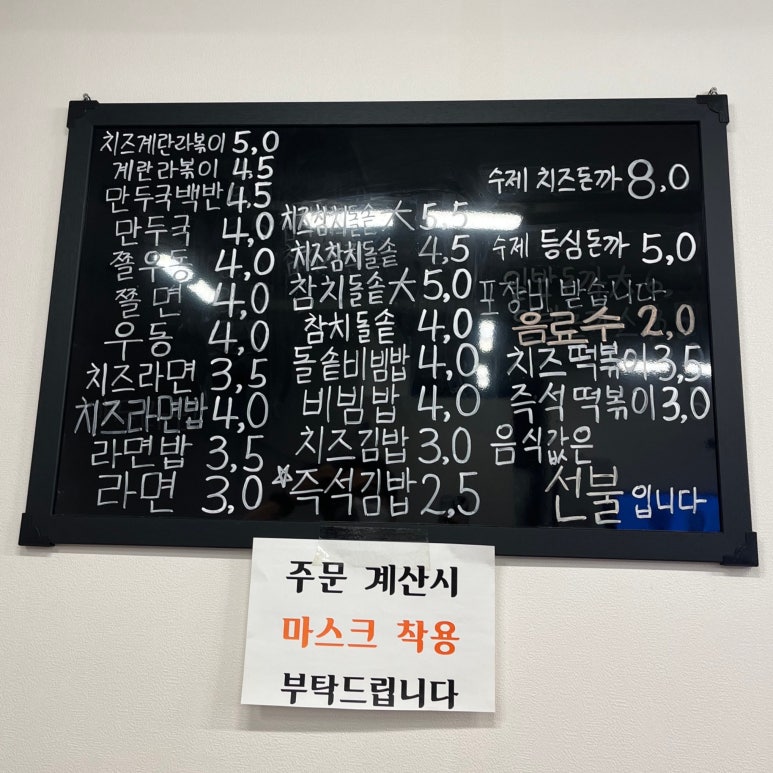 치즈계란라볶이 5,0
계란라볶이 4,5
만두국백반 4,5
만두국 4,0
쫄우동 4,0
쫄면 4,0
우동 4,0
치즈라면 3,5
치즈라면밥 4,0
라면밥 3,5
라면 3,0
치즈참치돌솥 大 5,5
치즈참치돌솥 4,5
참치돌솥大 5,0
참치돌솥 4,0
돌솥비빔밥 4,0
비빔밥 4,0
치즈김밥 3,0
☆즉석김밥 2,5
수제 치즈돈까 8,0
수제 등심돈까 5,0
포장비 받습니다
음료수 2,0
치즈떡볶이 3,5
즉석떡볶이 3,0
음식값은
선불 입니다
주문 계산시
마스크 착용
부탁드립니다